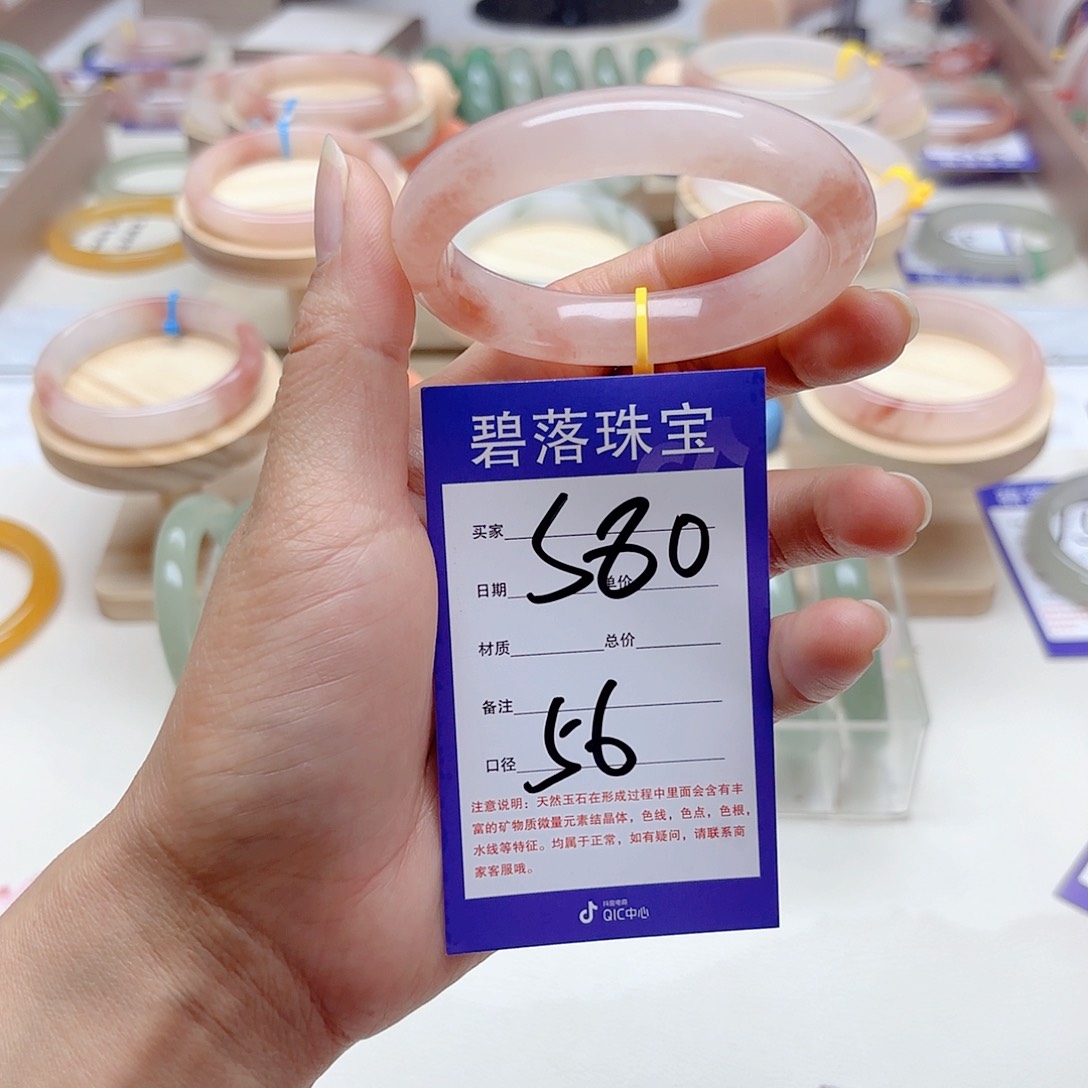 碧落珠宝
买家
580
日期 单价
材质 总价
备注
口径 56
注意说明：天然玉石在形成过程中里面会含有丰
富的矿物质微量元素结晶体，色线，色点，色根，
水线等特征。均属于正常，如有疑问，请联系商
家客服哦。
抖音电商
QIC中心